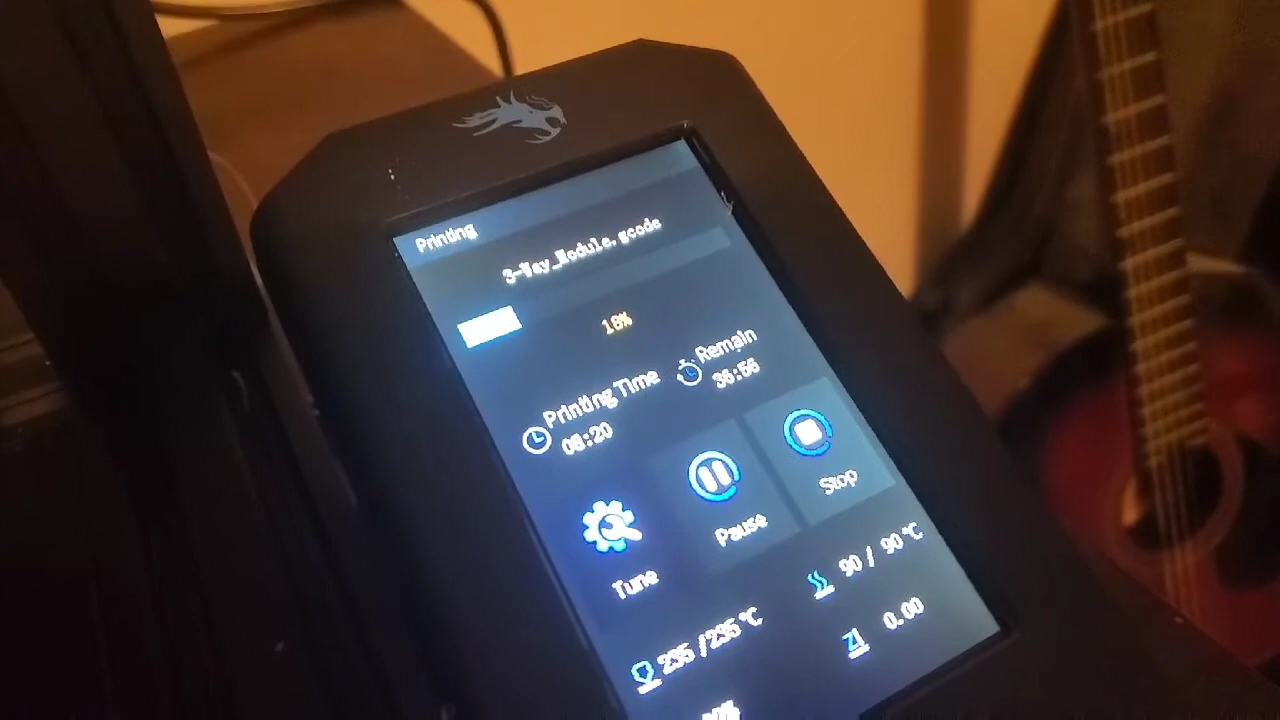 Printing
3-Way_Module.gcode
18%
Printing Time
08:20
Remain
36:56
Tune
Pause
Stop
235 /235℃
90 / 90℃
0.00